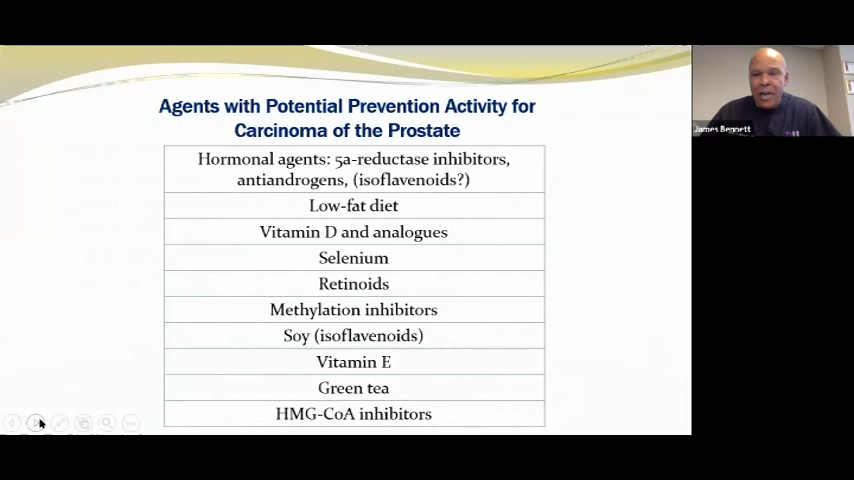 Agents with Potential Prevention Activity for
Carcinoma of the Prostate
Hormonal agents: 5a-reductase inhibitors,
antiandrogens, (isoflavenoids?)
Low-fat diet
Vitamin D and analogues
Selenium
Retinoids
Methylation inhibitors
Soy (isoflavenoids)
Vitamin E
Green tea
HMG-CoA inhibitors
James Bennett